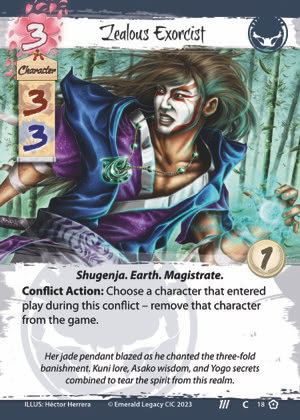 3
Zealous Exorcist
Character
3
3
1
Shugenja. Earth. Magistrate.
Conflict Action: Choose a character that entered
play during this conflict – remove that character
from the game.
Her jade pendant blazed as he chanted the three-fold
banishment. Kuni lore, Asako wisdom, and Yogo secrets
combined to tear the spirit from this realm.
ILLUS: Héctor Herrera © Emerald Legacy CIC 2023 C 18